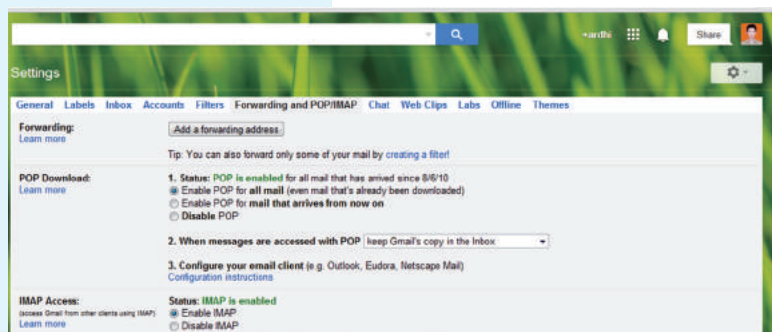 +ardhi Share
Settings
General Labels Inbox Accounts Filters Forwarding and POP/IMAP Chat Web Clips Labs Offline Themes
Forwarding: Add a forwarding address
Learn more
Tip: You can also forward only some of your mail by creating a filter!
POP Download: 1. Status: POP is enabled for all mail that has arrived since 8/6/10
Learn more Enable POP for all mail (even mail that's already been downloaded)
Enable POP for mail that arrives from now on
Disable POP
2. When messages are accessed with POP keep Gmail's copy in the Inbox
3. Configure your email client (e.g. Outlook, Eudora, Netscape Mail)
Configuration instructions
IMAP Access: Status: IMAP is enabled
(access Gmail from other clients using IMAP) Enable IMAP
Learn more Disable IMAP